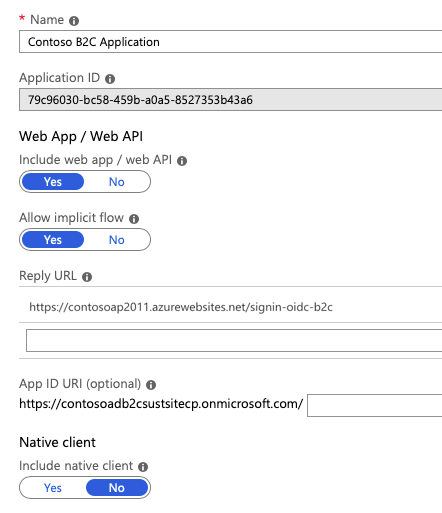 * Name
Contoso B2C Application
Application ID
79c96030-bc58-459b-a0a5-8527353b43a6
Web App / Web API
Include web app / web API
Yes No
Allow implicit flow
Yes No
Reply URL
https://contosoap2011.azurewebsites.net/signin-oidc-b2c
App ID URI (optional)
https://contosoadb2csustsitecp.onmicrosoft.com/
Native client
Include native client
Yes No